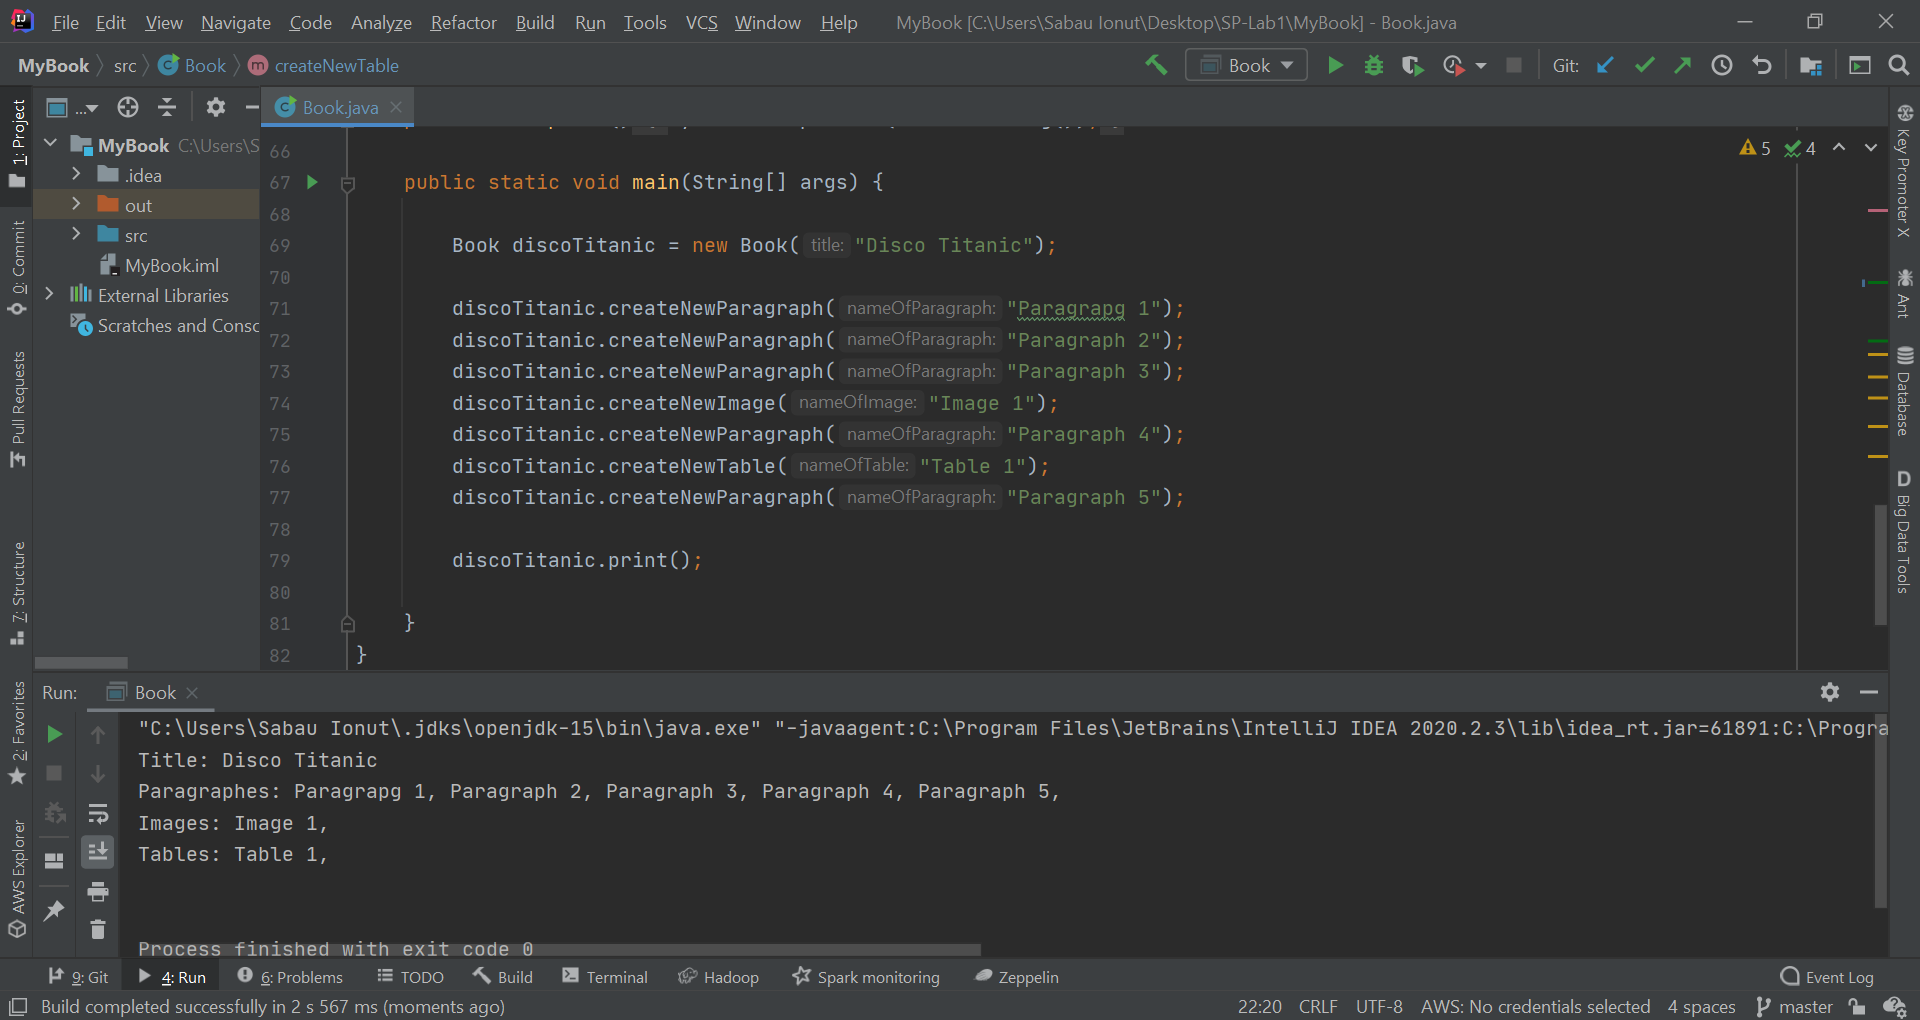 File Edit View Navigate Code Analyze Refactor Build Run Tools VCS Window Help MyBook [C:\Users\Sabau Ionut\Desktop\SP-Lab1\MyBook] - Book.java
MyBook src Book createNewTable Book Git:
1: Project
0: Commit
Pull Requests
7: Structure
2: Favorites
AWS Explorer
...
MyBook C:\Users\S
.idea
out
src
MyBook.iml
External Libraries
Scratches and Consc
Book.java
5 4
66
67 public static void main(String[] args) {
68
69 Book discoTitanic = new Book( title: "Disco Titanic");
70
71 discoTitanic.createNewParagraph( nameOfParagraph: "Paragrapg 1");
72 discoTitanic.createNewParagraph( nameOfParagraph: "Paragraph 2");
73 discoTitanic.createNewParagraph( nameOfParagraph: "Paragraph 3");
74 discoTitanic.createNewImage( nameOfImage: "Image 1");
75 discoTitanic.createNewParagraph( nameOfParagraph: "Paragraph 4");
76 discoTitanic.createNewTable( nameOfTable: "Table 1");
77 discoTitanic.createNewParagraph( nameOfParagraph: "Paragraph 5");
78
79 discoTitanic.print();
80
81 }
82 }
Key Promoter X
Ant
Database
Big Data Tools
Run: Book
"C:\Users\Sabau Ionut\.jdks\openjdk-15\bin\java.exe" "-javaagent:C:\Program Files\JetBrains\IntelliJ IDEA 2020.2.3\lib\idea_rt.jar=61891:C:\Progra
Title: Disco Titanic
Paragraphes: Paragrapg 1, Paragraph 2, Paragraph 3, Paragraph 4, Paragraph 5,
Images: Image 1,
Tables: Table 1,
Process finished with exit code 0
9: Git 4: Run 6: Problems TODO Build Terminal Hadoop Spark monitoring Zeppelin Event Log
Build completed successfully in 2 s 567 ms (moments ago) 22:20 CRLF UTF-8 AWS: No credentials selected 4 spaces master